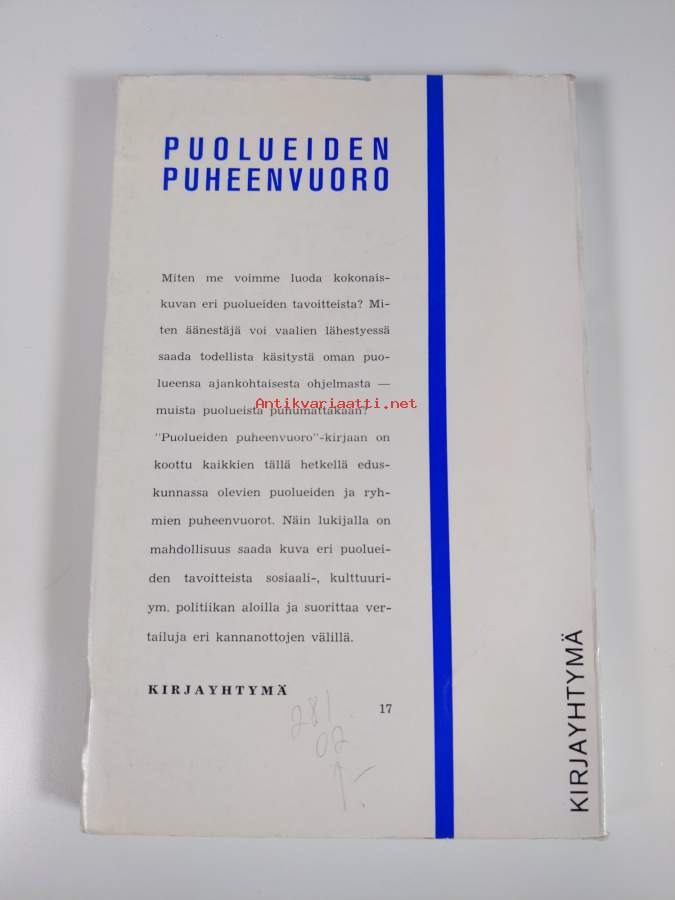 PUOLUEIDEN
PUHEENVUORO
Miten me voimme luoda kokonais-
kuvan eri puolueiden tavoitteista? Mi-
ten äänestäjä voi vaalien lähestyessä
saada todellista käsitystä oman puo-
lueensa ajankohtaisesta ohjelmasta —
muista puolueista puhumattakaan?
Antikvariaatti.net
"Puolueiden puheenvuoro"-kirjaan on
koottu kaikkien tällä hetkellä edus-
kunnassa olevien puolueiden ja ryh-
mien puheenvuorot. Näin lukijalla on
mahdollisuus saada kuva eri puoluei-
den tavoitteista sosiaali-, kulttuuri-
ym. politiikan aloilla ja suorittaa ver-
tailuja eri kannanottojen välillä.
KIRJAYHTYMÄ
17
281
02
KIRJAYHTYMÄ